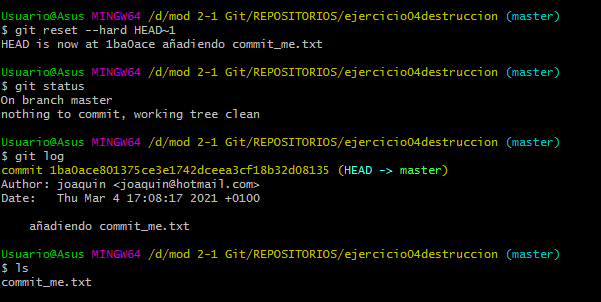 Usuario@Asus MINGW64 /d/mod 2-1 Git/REPOSITORIOS/ejercicio04destruccion (master)
$ git reset --hard HEAD~1
HEAD is now at 1ba0ace añadiendo commit_me.txt
Usuario@Asus MINGW64 /d/mod 2-1 Git/REPOSITORIOS/ejercicio04destruccion (master)
$ git status
On branch master
nothing to commit, working tree clean
Usuario@Asus MINGW64 /d/mod 2-1 Git/REPOSITORIOS/ejercicio04destruccion (master)
$ git log
commit 1ba0ace801375ce3e1742dceea3cf18b32d08135 (HEAD -> master)
Author: joaquin <joaquin@hotmail.com>
Date:   Thu Mar 4 17:08:17 2021 +0100
añadiendo commit_me.txt
Usuario@Asus MINGW64 /d/mod 2-1 Git/REPOSITORIOS/ejercicio04destruccion (master)
$ ls
commit_me.txt